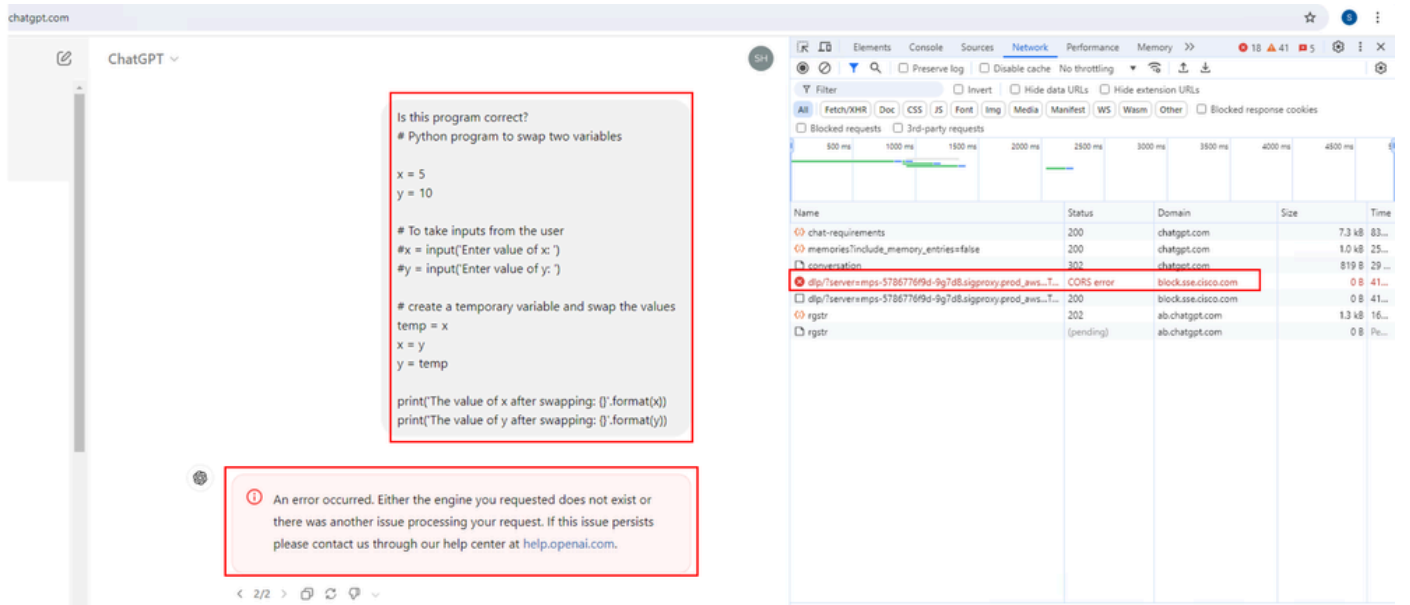 chatgpt.com
S
ChatGPT
SH
Is this program correct?
# Python program to swap two variables
x = 5
y = 10
# To take inputs from the user
#x = input('Enter value of x: ')
#y = input('Enter value of y: ')
# create a temporary variable and swap the values
temp = x
x = y
y = temp
print('The value of x after swapping: {}'.format(x))
print('The value of y after swapping: {}'.format(y))
An error occurred. Either the engine you requested does not exist or
there was another issue processing your request. If this issue persists
please contact us through our help center at help.openai.com.
2/2
Elements Console Sources Network Performance Memory 18 41 5
Preserve log Disable cache No throttling
Filter Invert Hide data URLs Hide extension URLs
All Fetch/XHR Doc CSS JS Font Img Media Manifest WS Wasm Other Blocked response cookies
Blocked requests 3rd-party requests
500 ms 1000 ms 1500 ms 2000 ms 2500 ms 3000 ms 3500 ms 4000 ms 4500 ms
Name Status Domain Size Time
chat-requirements 200 chatgpt.com 7.3 kB 83...
memories?include_memory_entries=false 200 chatgpt.com 1.0 kB 25...
conversation 302 chatgpt.com 819 B 29 ...
dlp/?server=mps-5786776f9d-9g7d8.sigproxy.prod_aws...T... CORS error block.sse.cisco.com 0 B 41...
dlp/?server=mps-5786776f9d-9g7d8.sigproxy.prod_aws...T... 200 block.sse.cisco.com 0 B 41...
rgstr 202 ab.chatgpt.com 1.3 kB 16...
rgstr (pending) ab.chatgpt.com 0 B Pe...